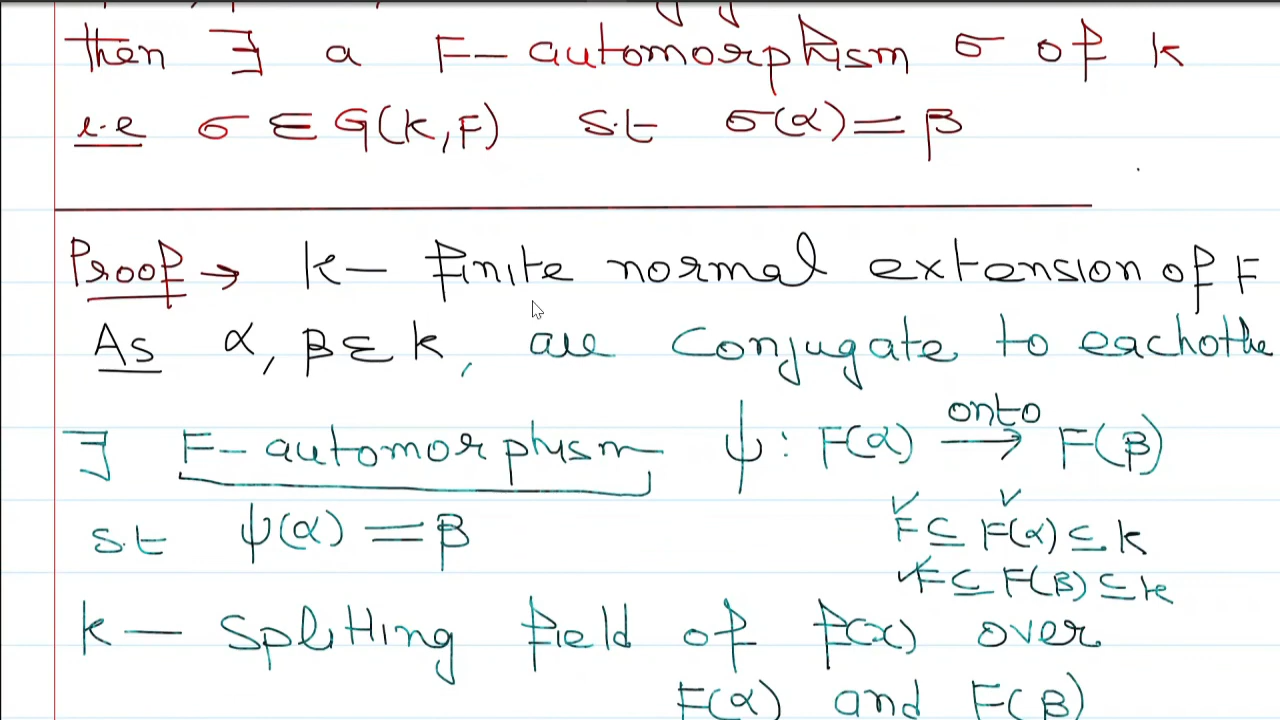 then ∃ a F- automorphism σ of K
i.e σ ∈ G(K,F) s.t σ(α) = β
Proof → K- finite normal extension of F
As α, β ∈ K, are conjugate to eachothe
∃ F- automorphism ψ : F(α) onto→ F(β)
s.t ψ(α) = β
F ⊆ F(α) ⊆ K
F ⊆ F(β) ⊆ K
K - Splitting field of f(x) over
F(α) and F(β)